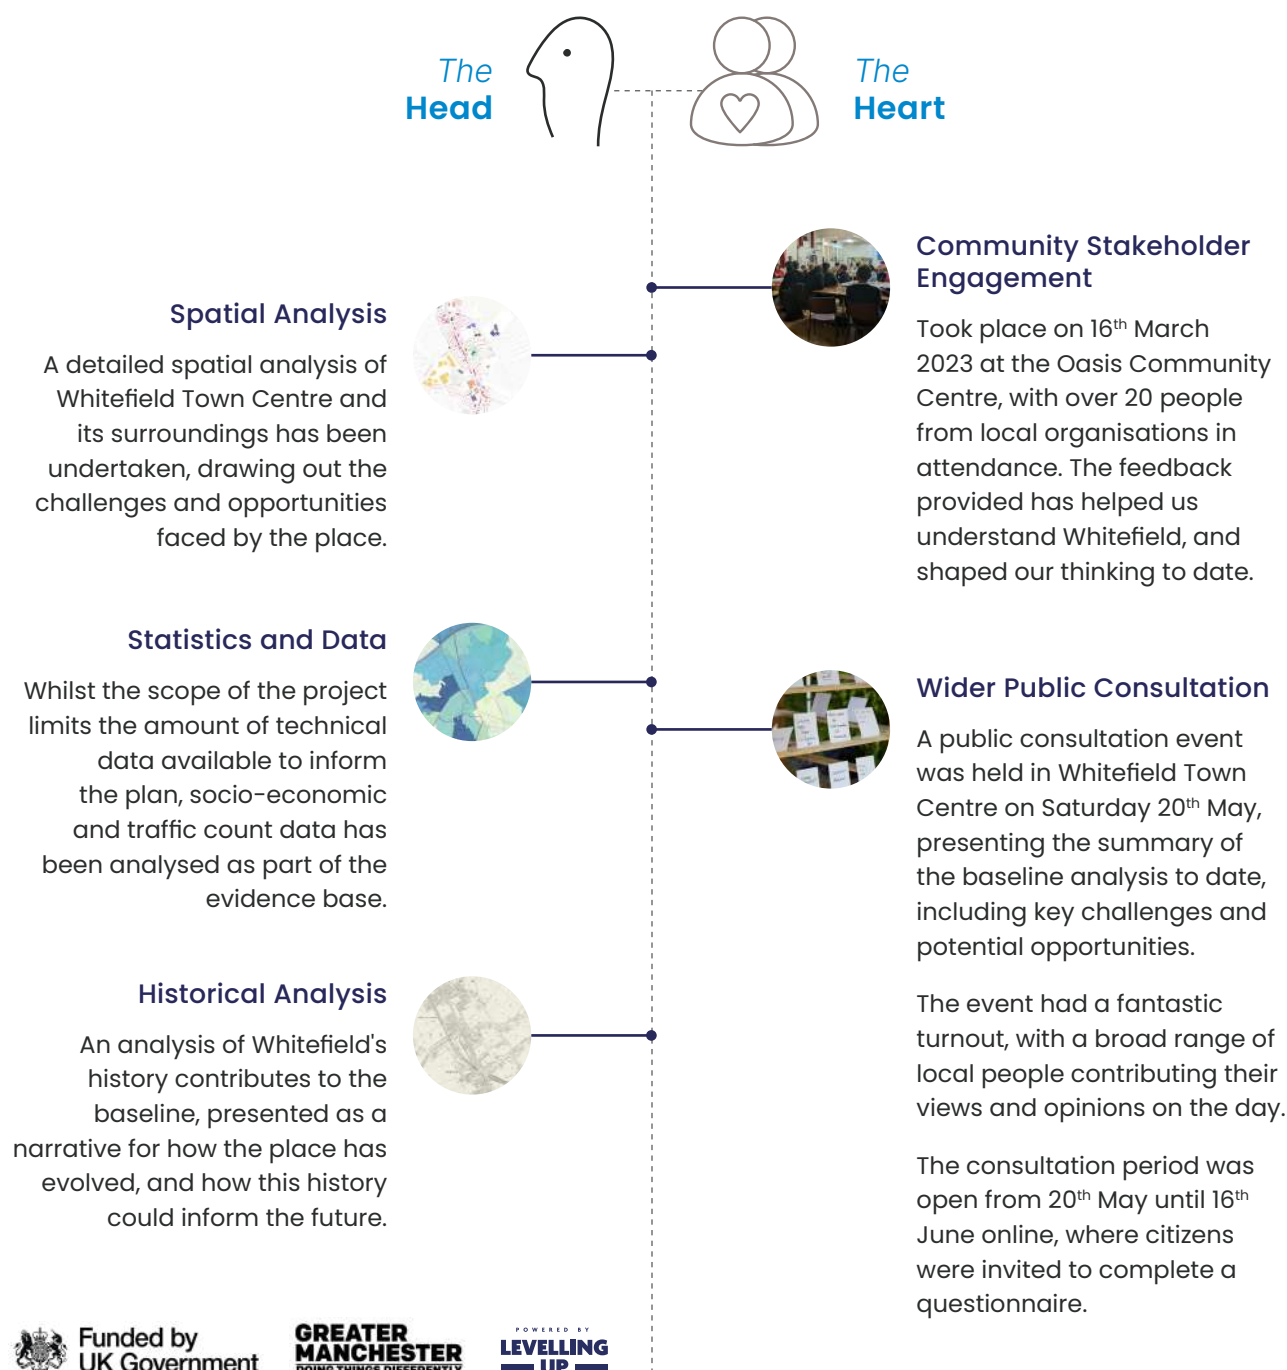 The
Head
The
Heart
Spatial Analysis
A detailed spatial analysis of
Whitefield Town Centre and
its surroundings has been
undertaken, drawing out the
challenges and opportunities
faced by the place.
Statistics and Data
Whilst the scope of the project
limits the amount of technical
data available to inform
the plan, socio-economic
and traffic count data has
been analysed as part of the
evidence base.
Historical Analysis
An analysis of Whitefield's
history contributes to the
baseline, presented as a
narrative for how the place has
evolved, and how this history
could inform the future.
Community Stakeholder
Engagement
Took place on 16th March
2023 at the Oasis Community
Centre, with over 20 people
from local organisations in
attendance. The feedback
provided has helped us
understand Whitefield, and
shaped our thinking to date.
Wider Public Consultation
A public consultation event
was held in Whitefield Town
Centre on Saturday 20th May,
presenting the summary of
the baseline analysis to date,
including key challenges and
potential opportunities.
The event had a fantastic
turnout, with a broad range of
local people contributing their
views and opinions on the day.
The consultation period was
open from 20th May until 16th
June online, where citizens
were invited to complete a
questionnaire.
Funded by
UK Government
GREATER
MANCHESTER
DOING THINGS DIFFERENTLY
POWERED BY
LEVELLING
UP